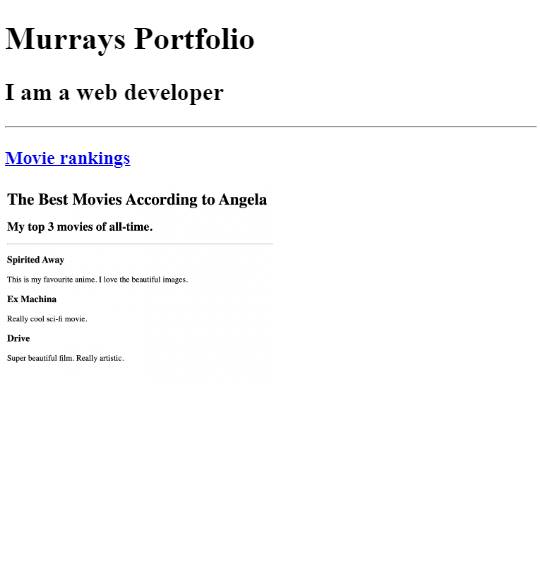 Murrays Portfolio
I am a web developer
Movie rankings
The Best Movies According to Angela
My top 3 movies of all-time.
Spirited Away
This is my favourite anime. I love the beautiful images.
Ex Machina
Really cool sci-fi movie.
Drive
Super beautiful film. Really artistic.